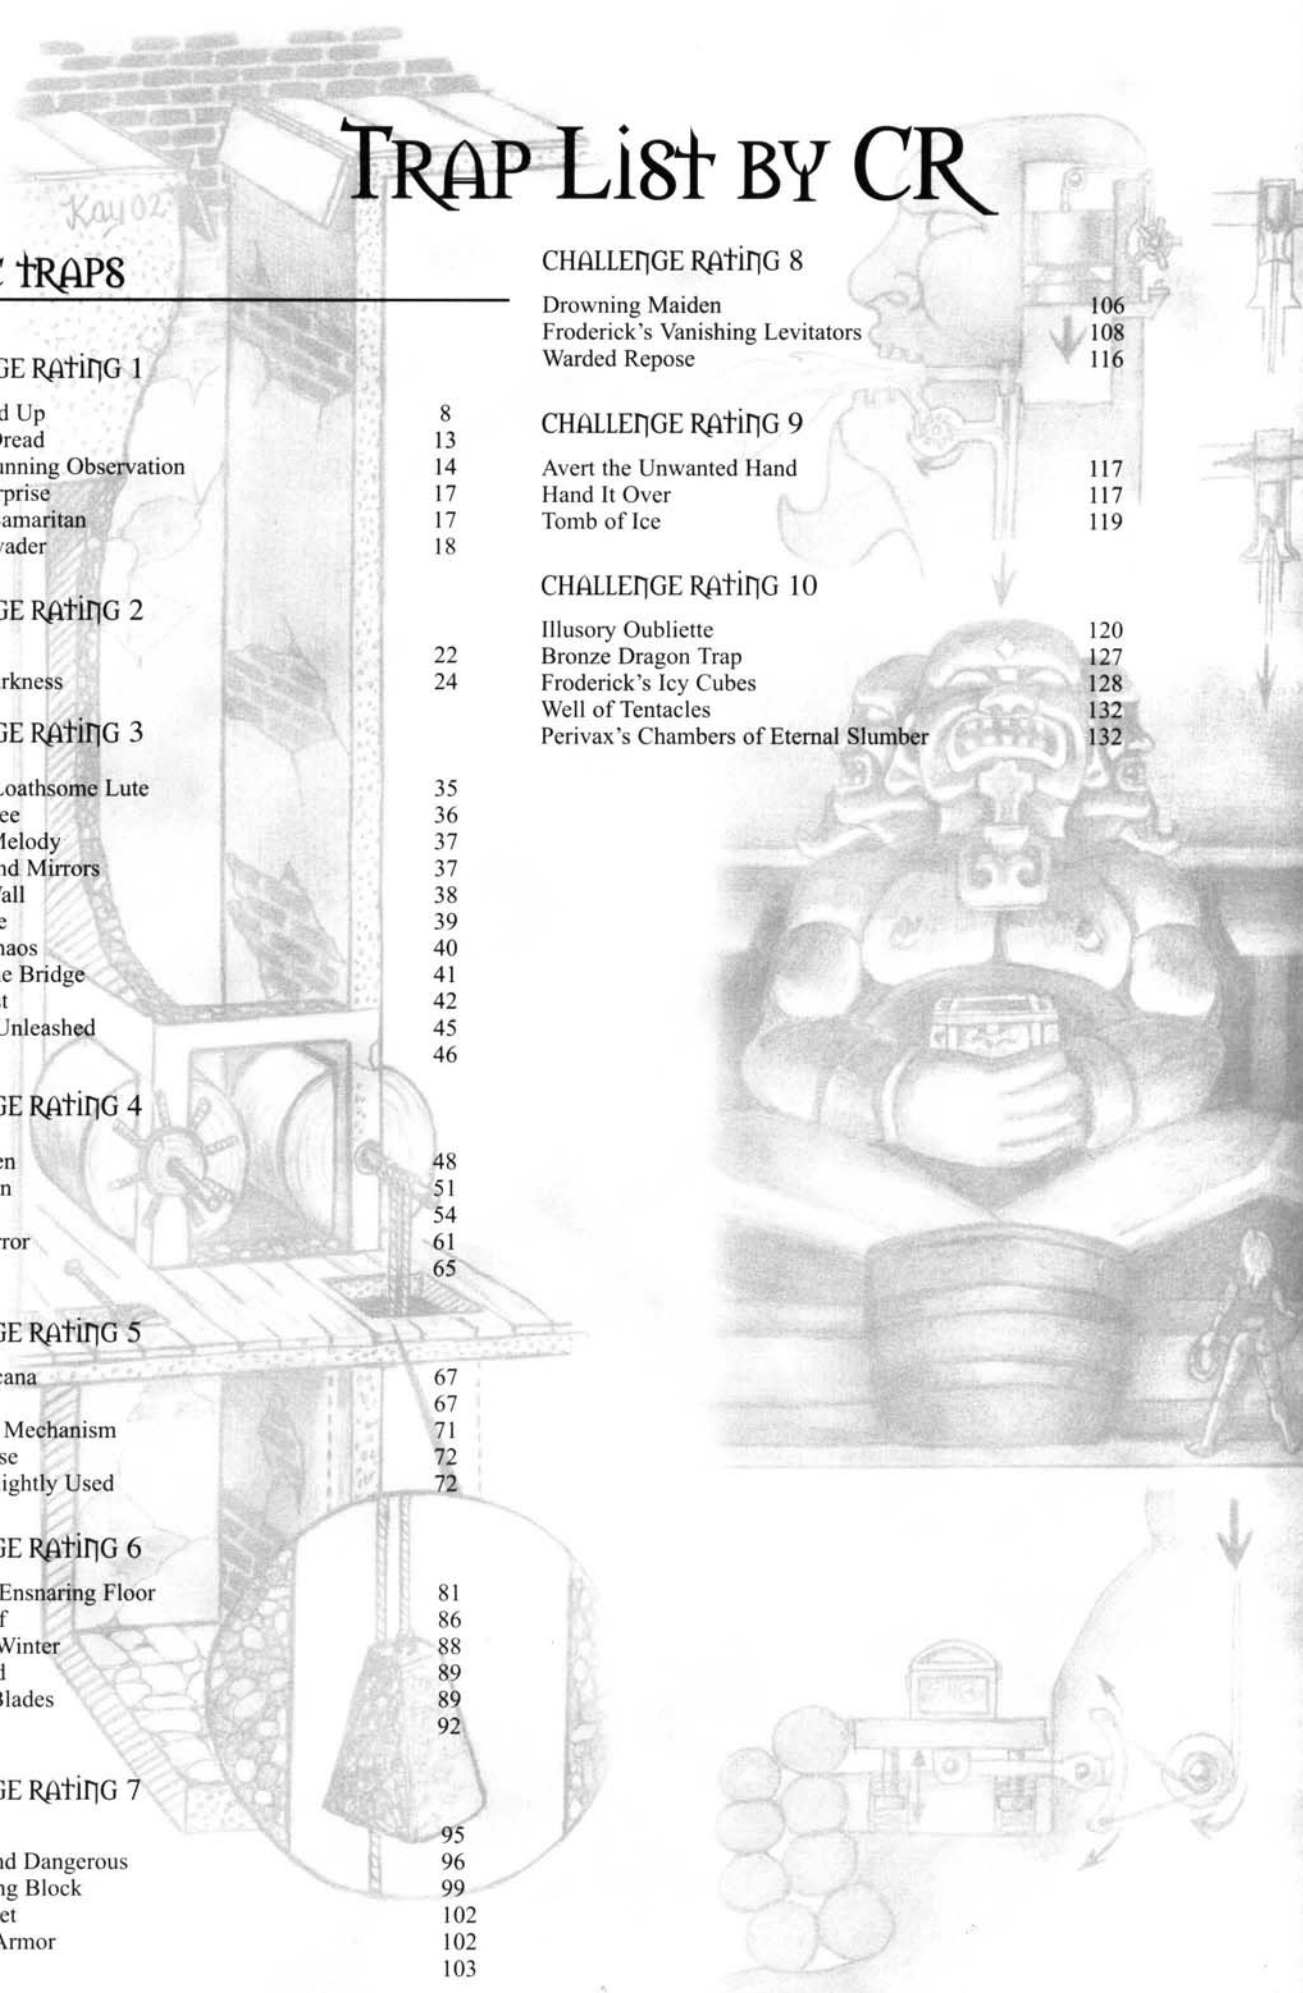 TRAP LIST BY CR
Kay 02
TRAPS
GE RATING 1
d Up 8
Dread 13
unning Observation 14
rprise 17
amaritan 17
vader 18
GE RATING 2
22
rkness 24
GE RATING 3
Loathsome Lute 35
ee 36
Melody 37
nd Mirrors 37
all 38
e 39
haos 40
e Bridge 41
t 42
Unleashed 45
46
GE RATING 4
en 48
n 51
54
ror 61
65
GE RATING 5
cana 67
67
Mechanism 71
se 72
lightly Used 72
GE RATING 6
Ensnaring Floor 81
f 86
Winter 88
d 89
Blades 89
92
GE RATING 7
95
nd Dangerous 96
ng Block 99
et 102
Armor 102
103
CHALLENGE RATING 8
Drowning Maiden 106
Froderick's Vanishing Levitators 108
Warded Repose 116
CHALLENGE RATING 9
Avert the Unwanted Hand 117
Hand It Over 117
Tomb of Ice 119
CHALLENGE RATING 10
Illusory Oubliette 120
Bronze Dragon Trap 127
Froderick's Icy Cubes 128
Well of Tentacles 132
Perivax's Chambers of Eternal Slumber 132